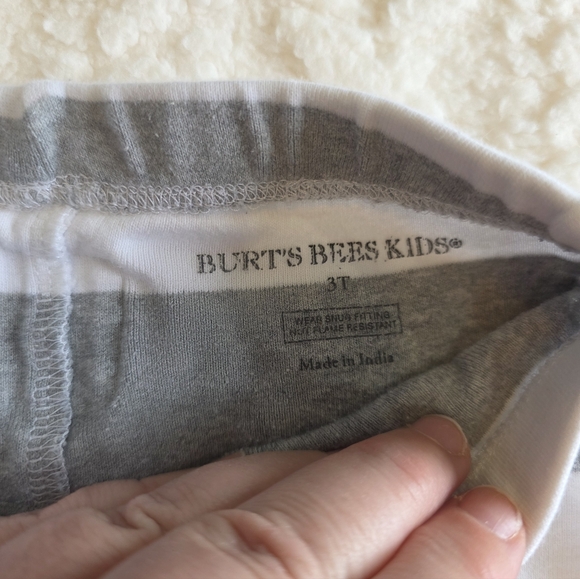 BURT'S BEES KIDS®
3T
WEAR SNUG FITTING
NOT FLAME RESISTANT
Made in India